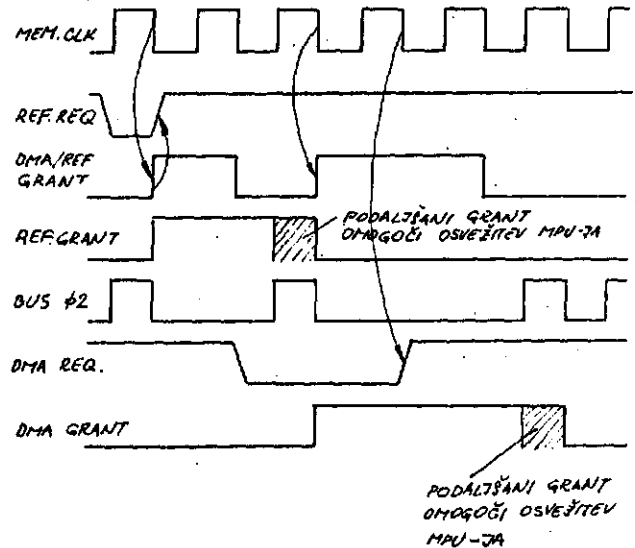 MEM.CLK
REF.REQ
DMA/REF
GRANT
REF.GRANT
PODALJŠANI GRANT
OMOGOČI OSVEŽITEV MPU-JA
BUS φ2
DMA REQ.
DMA GRANT
PODALJŠANI GRANT
OMOGOČI OSVEŽITEV
MPU-JA